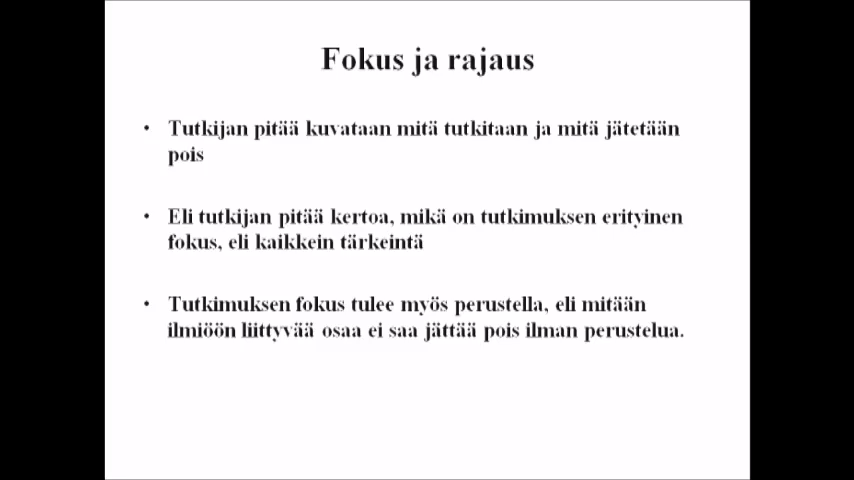 Fokus ja rajaus
• Tutkijan pitää kuvataan mitä tutkitaan ja mitä jätetään
pois
• Eli tutkijan pitää kertoa, mikä on tutkimuksen erityinen
fokus, eli kaikkein tärkeintä
• Tutkimuksen fokus tulee myös perustella, eli mitään
ilmiöön liittyvää osaa ei saa jättää pois ilman perustelua.